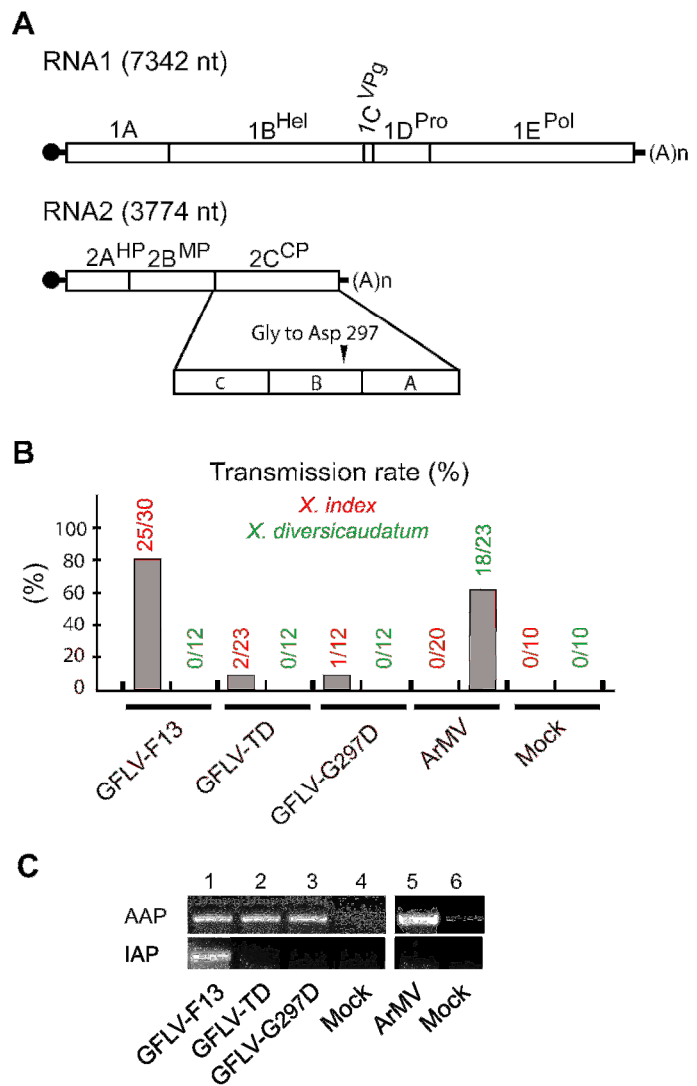 A
RNA1 (7342 nt)
1A 1B^Hel 1C^VPg 1D^Pro 1E^Pol
(A)n
RNA2 (3774 nt)
2A^HP 2B^MP 2C^CP
(A)n
Gly to Asp 297
C B A
B
Transmission rate (%)
X. index
X. diversicaudatum
(%)
100
80
60
40
20
0
25/30 0/12 2/23 0/12 1/12 0/12 0/20 18/23 0/10 0/10
GFLV-F13 GFLV-TD GFLV-G297D ArMV Mock
C
1 2 3 4 5 6
AAP
IAP
GFLV-F13 GFLV-TD GFLV-G297D Mock ArMV Mock